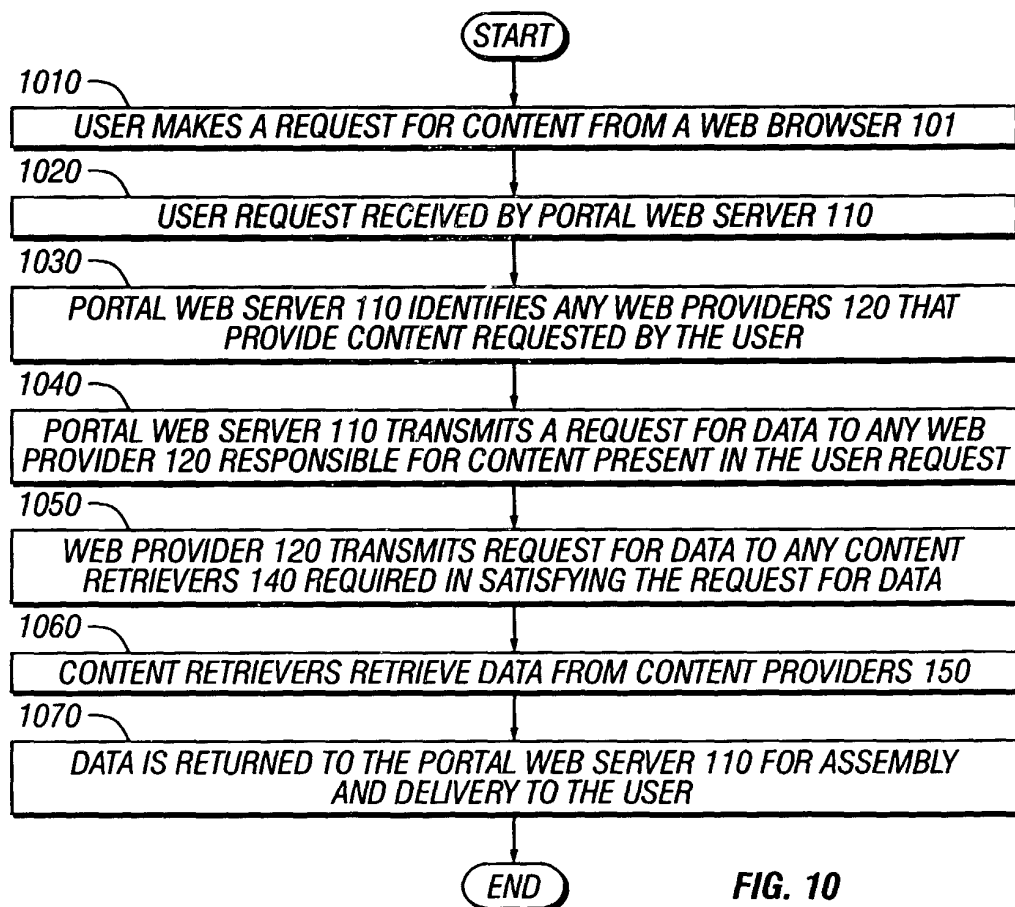 START
1010
USER MAKES A REQUEST FOR CONTENT FROM A WEB BROWSER 101
1020
USER REQUEST RECEIVED BY PORTAL WEB SERVER 110
1030
PORTAL WEB SERVER 110 IDENTIFIES ANY WEB PROVIDERS 120 THAT
PROVIDE CONTENT REQUESTED BY THE USER
1040
PORTAL WEB SERVER 110 TRANSMITS A REQUEST FOR DATA TO ANY WEB
PROVIDER 120 RESPONSIBLE FOR CONTENT PRESENT IN THE USER REQUEST
1050
WEB PROVIDER 120 TRANSMITS REQUEST FOR DATA TO ANY CONTENT
RETRIEVERS 140 REQUIRED IN SATISFYING THE REQUEST FOR DATA
1060
CONTENT RETRIEVERS RETRIEVE DATA FROM CONTENT PROVIDERS 150
1070
DATA IS RETURNED TO THE PORTAL WEB SERVER 110 FOR ASSEMBLY
AND DELIVERY TO THE USER
END
FIG. 10